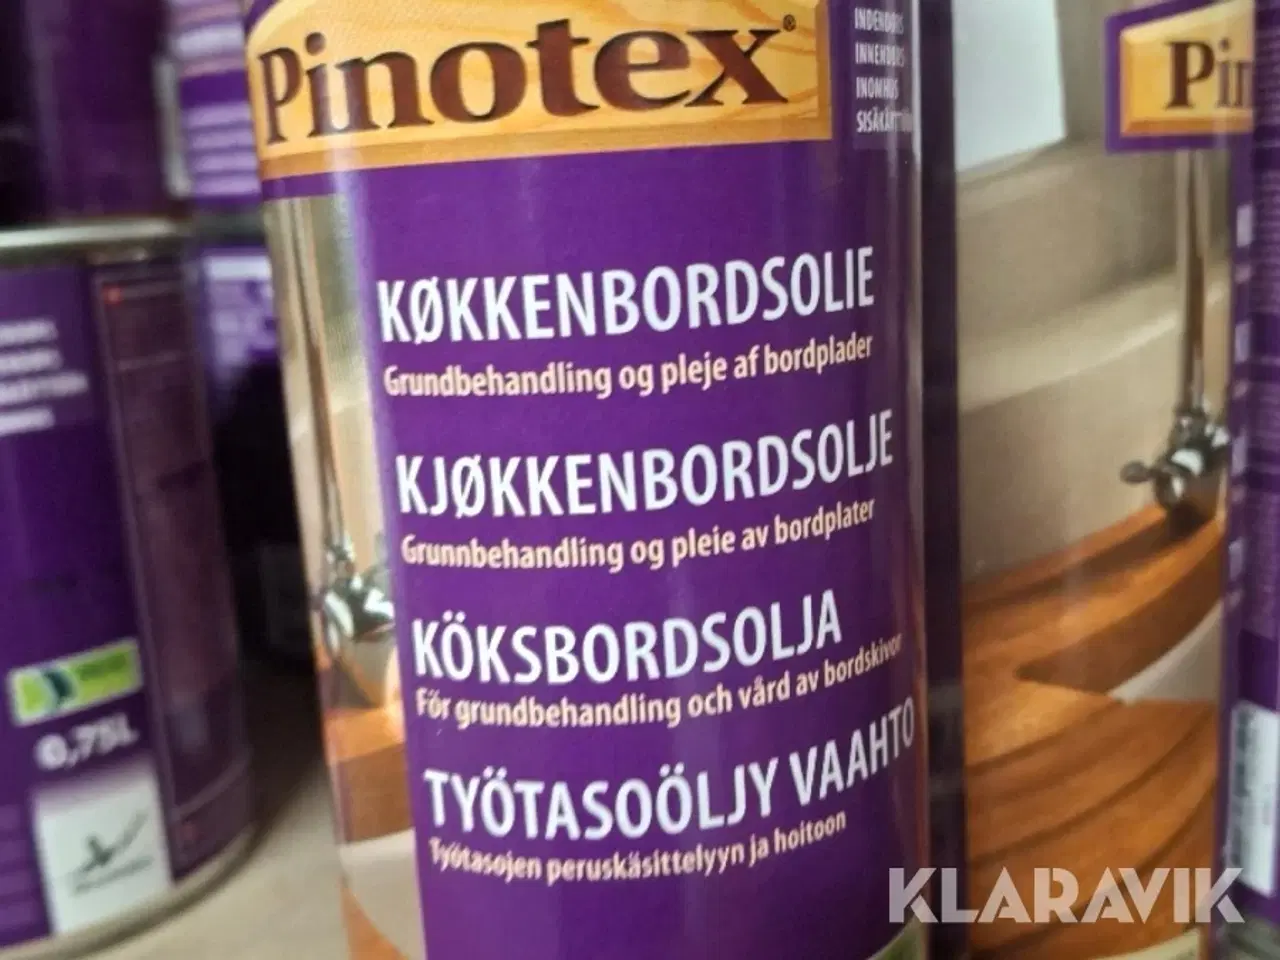 Pinotex®
INDENDØRS
INNENDØRS
INOMHUS
KØKKENBORDSOLIE
Grundbehandling og pleje af bordplader
KJØKKENBORDSOLJE
Grunnbehandling og pleie av bordplater
KÖKSBORDSOLJA
För grundbehandling och vård av bordskivor
TYÖTASOÖLJY VAAHTO
Työtasojen peruskäsittelyyn ja hoitoon
Pin
0,75L
KLARAVIK